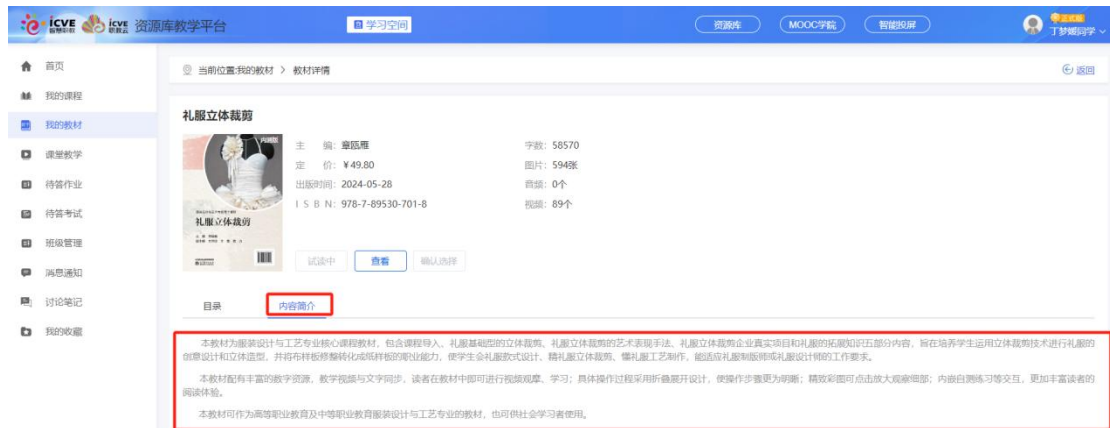 icve 智慧职教 icve 职教云 资源库教学平台
学习空间
资源库 MOOC学院 智能投屏
正式版
丁梦媛同学
首页
当前位置:我的教材 > 教材详情
返回
我的课程
我的教材
课堂教学
待答作业
待答考试
班级管理
消息通知
讨论笔记
我的收藏
礼服立体裁剪
内测版
礼服立体裁剪
主 编: 章瓯雁 字数: 58570
定 价: ¥49.80 图片: 594张
出版时间: 2024-05-28 音频: 0个
I S B N: 978-7-89530-701-8 视频: 89个
试读中 查看 确认选择
目录 内容简介
本教材为服装设计与工艺专业核心课程教材,包含课程导入、礼服基础型的立体裁剪、礼服立体裁剪的艺术表现手法、礼服立体裁剪企业真实项目和礼服的拓展知识五部分内容,旨在培养学生运用立体裁剪技术进行礼服的
创意设计和立体造型,并将布样板修整转化成纸样板的职业能力,使学生会礼服款式设计、精礼服立体裁剪、懂礼服工艺制作,能适应礼服制版师或礼服设计师的工作要求。
本教材配有丰富的数字资源,教学视频与文字同步,读者在教材中即可进行视频观摩、学习;具体操作过程采用折叠展开设计,使操作步骤更为明晰;精致彩图可点击放大观察细部;内嵌自测练习等交互,更加丰富读者的
阅读体验。
本教材可作为高等职业教育及中等职业教育服装设计与工艺专业的教材,也可供社会学习者使用。